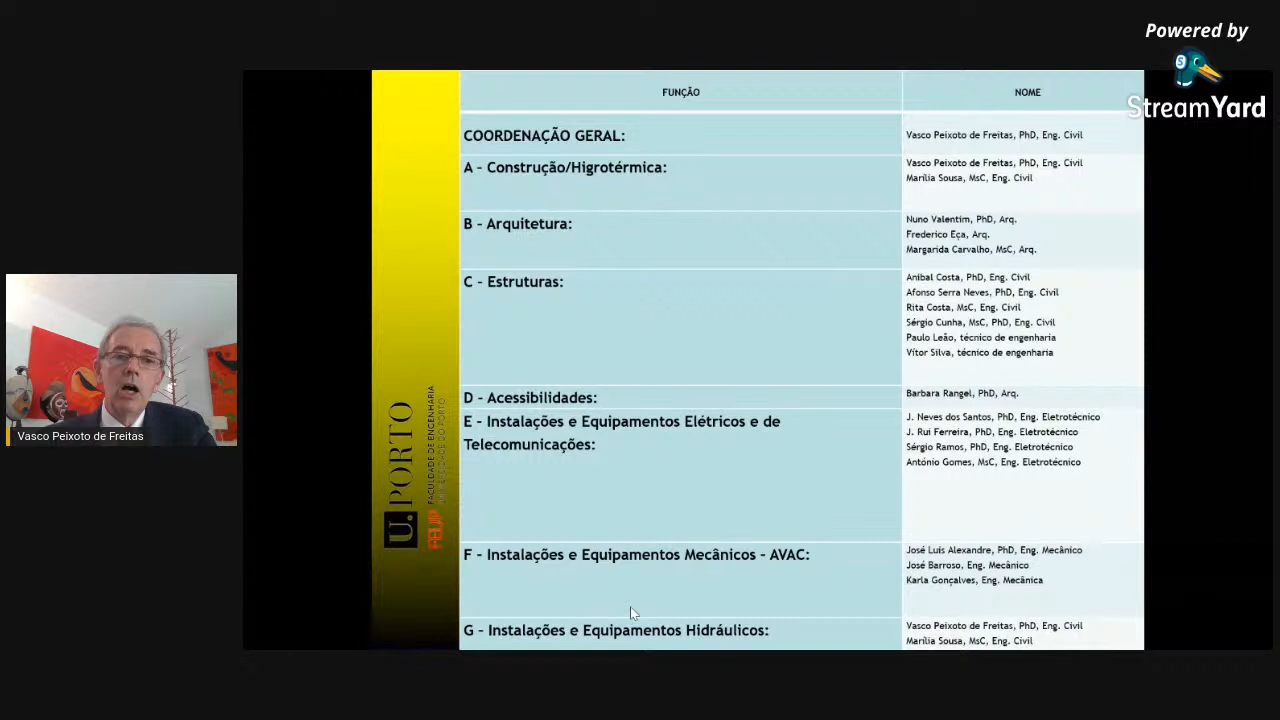 Powered by
StreamYard
FUNÇÃO
NOME
COORDENAÇÃO GERAL:
Vasco Peixoto de Freitas, PhD, Eng. Civil
A – Construção/Higrotérmica:
Vasco Peixoto de Freitas, PhD, Eng. Civil
Marília Sousa, MsC, Eng. Civil
B – Arquitetura:
Nuno Valentim, PhD, Arq.
Frederico Eça, Arq.
Margarida Carvalho, MsC, Arq.
C – Estruturas:
Anibal Costa, PhD, Eng. Civil
Afonso Serra Neves, PhD, Eng. Civil
Rita Costa, MsC, Eng. Civil
Sérgio Cunha, MsC, PhD, Eng. Civil
Paulo Leão, técnico de engenharia
Vítor Silva, técnico de engenharia
D – Acessibilidades:
Barbara Rangel, PhD, Arq.
E – Instalações e Equipamentos Elétricos e de
Telecomunicações:
J. Neves dos Santos, PhD, Eng. Eletrotécnico
J. Rui Ferreira, PhD, Eng. Eletrotécnico
Sérgio Ramos, PhD, Eng. Eletrotécnico
António Gomes, MsC, Eng. Eletrotécnico
F – Instalações e Equipamentos Mecânicos – AVAC:
José Luís Alexandre, PhD, Eng. Mecânico
José Barroso, Eng. Mecânico
Karla Gonçalves, Eng. Mecânica
G – Instalações e Equipamentos Hidráulicos:
Vasco Peixoto de Freitas, PhD, Eng. Civil
Marília Sousa, MsC, Eng. Civil
U. PORTO
FEUP FACULDADE DE ENGENHARIA
UNIVERSIDADE DO PORTO
Vasco Peixoto de Freitas